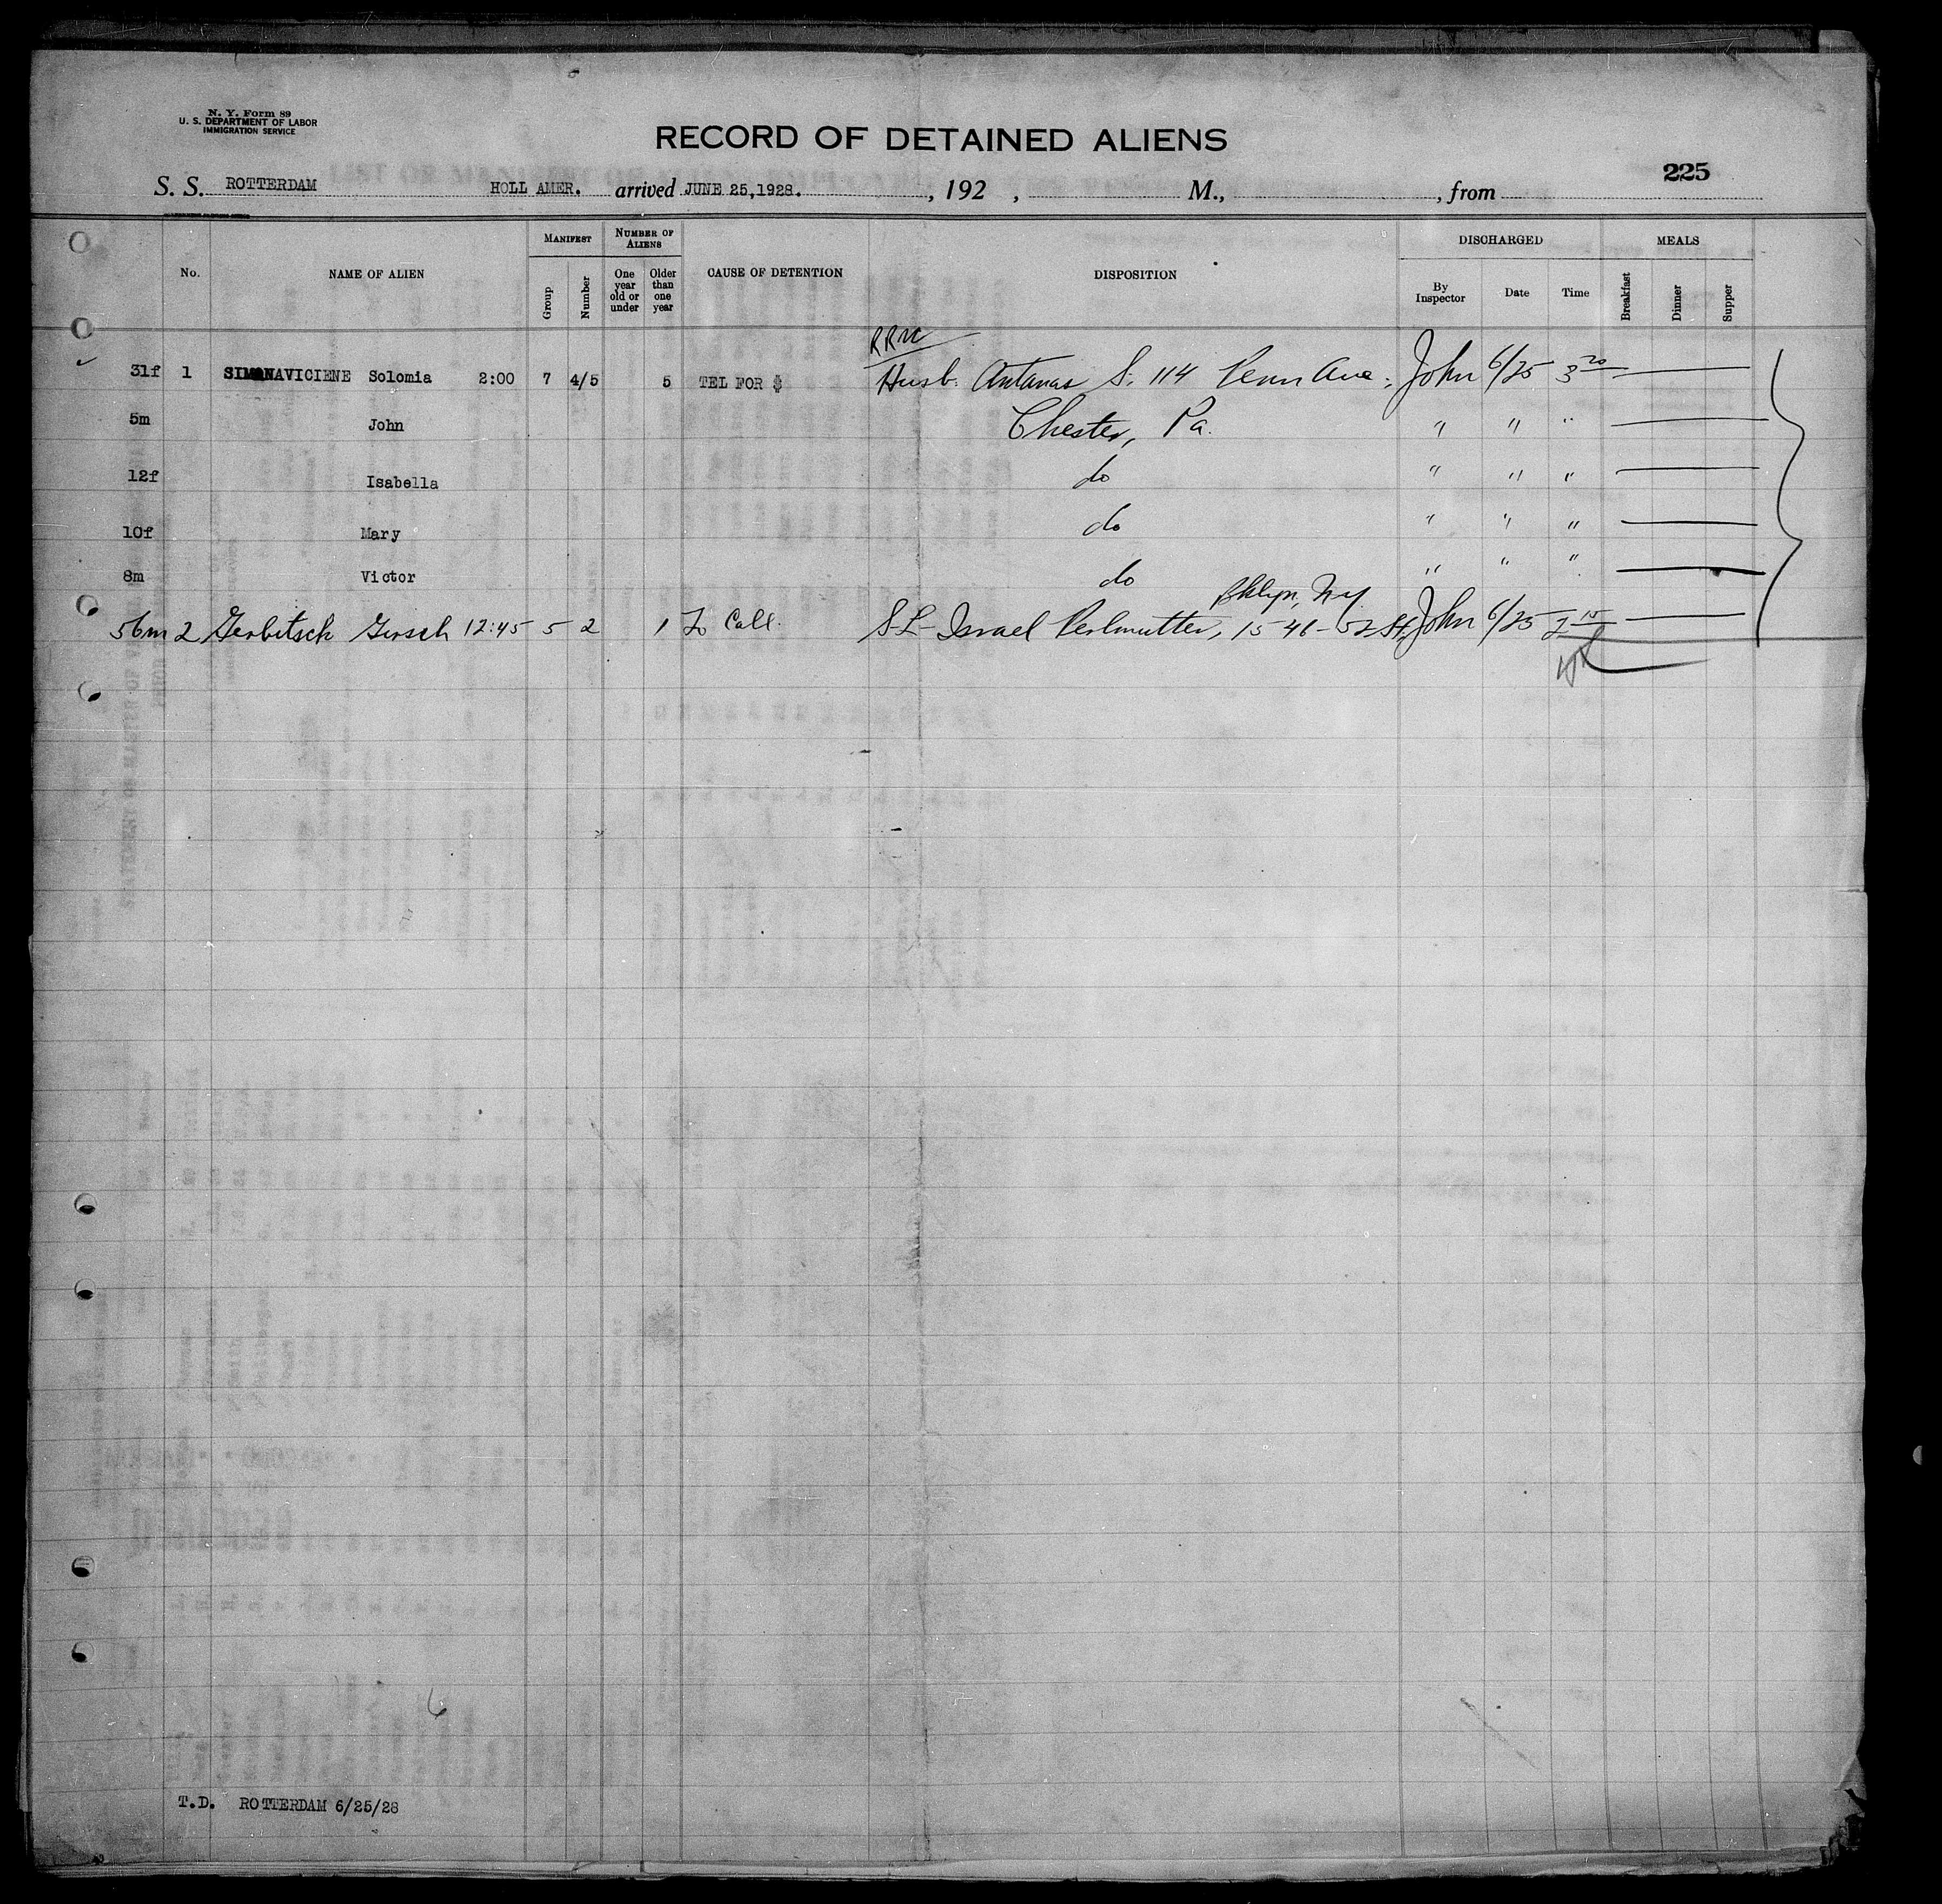 N. Y. Form 89
U. S. DEPARTMENT OF LABOR
IMMIGRATION SERVICE
RECORD OF DETAINED ALIENS
225
S. S. ROTTERDAM HOLL AMER. arrived JUNE 25,1928. , 192 , M., , from
No. NAME OF ALIEN MANIFEST Group Number NUMBER OF ALIENS One year old or under Older than one year CAUSE OF DETENTION DISPOSITION DISCHARGED By Inspector Date Time MEALS Breakfast Dinner Supper
31f 1 SIMANAVICIENE Solomia 2:00 7 4/5 5 TEL FOR $ Husb. Antanas S. 114 Penn Ave., John 6/25 3 20
5m John Chester, Pa. " " "
12f Isabella do " " "
10f Mary do " " "
8m Victor do " " "
Bklyn, N.Y.
56m 2 Gerbitsch Girsch 12:45 5 2 1 To Call. S L- Israel Perlmutter, 1546-52 St. John 6/25 2 15
T.D. ROTTERDAM 6/25/28